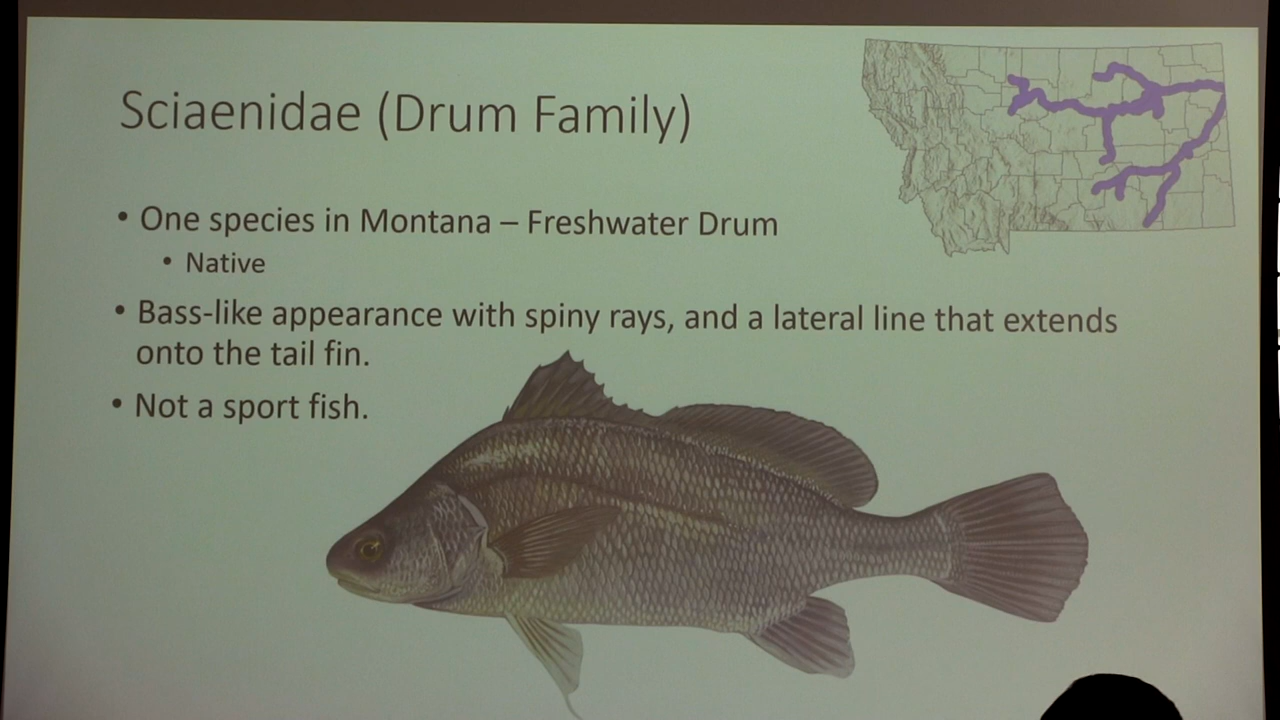 Sciaenidae (Drum Family)
• One species in Montana – Freshwater Drum
• Native
• Bass-like appearance with spiny rays, and a lateral line that extends
onto the tail fin.
• Not a sport fish.